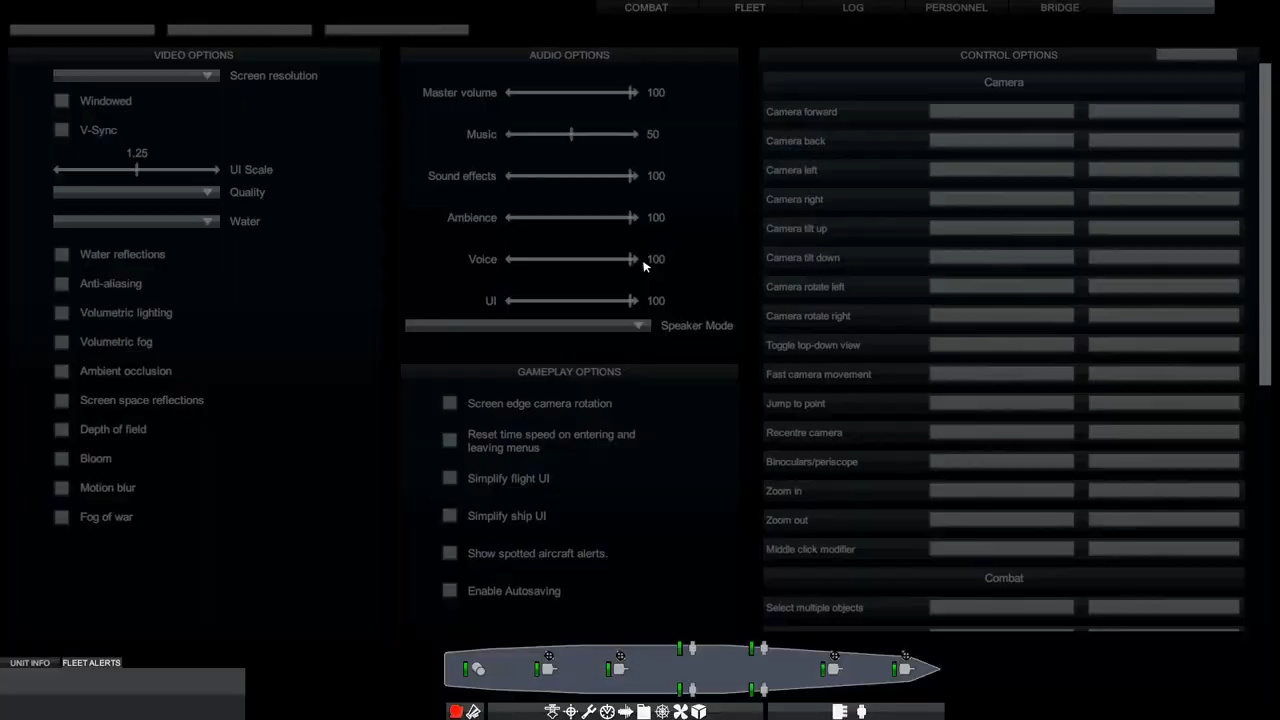 COMBAT FLEET LOG PERSONNEL BRIDGE
VIDEO OPTIONS
Screen resolution
Windowed
V-Sync
1.25
UI Scale
Quality
Water
Water reflections
Anti-aliasing
Volumetric lighting
Volumetric fog
Ambient occlusion
Screen space reflections
Depth of field
Bloom
Motion blur
Fog of war
AUDIO OPTIONS
Master volume 100
Music 50
Sound effects 100
Ambience 100
Voice 100
UI 100
Speaker Mode
GAMEPLAY OPTIONS
Screen edge camera rotation
Reset time speed on entering and
leaving menus
Simplify flight UI
Simplify ship UI
Show spotted aircraft alerts.
Enable Autosaving
CONTROL OPTIONS
Camera
Camera forward
Camera back
Camera left
Camera right
Camera tilt up
Camera tilt down
Camera rotate left
Camera rotate right
Toggle top-down view
Fast camera movement
Jump to point
Recentre camera
Binoculars/periscope
Zoom in
Zoom out
Middle click modifier
Combat
Select multiple objects
UNIT INFO FLEET ALERTS